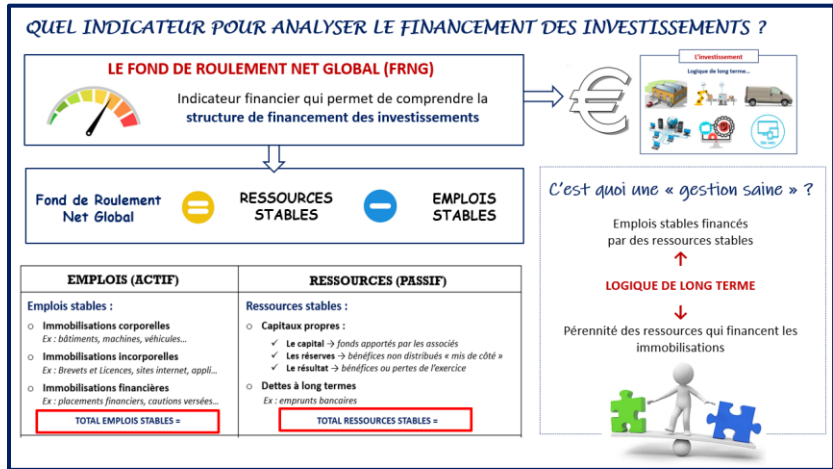 QUEL INDICATEUR POUR ANALYSER LE FINANCEMENT DES INVESTISSEMENTS ?
LE FOND DE ROULEMENT NET GLOBAL (FRNG)
Indicateur financier qui permet de comprendre la
structure de financement des investissements
L'investissement
Logique de long terme...
Fond de Roulement
Net Global
=
RESSOURCES
STABLES
-
EMPLOIS
STABLES
EMPLOIS (ACTIF)
Emplois stables :
o Immobilisations corporelles
Ex : bâtiments, machines, véhicules...
o Immobilisations incorporelles
Ex : Brevets et Licences, sites internet, appli...
o Immobilisations financières
Ex : placements financiers, cautions versées...
TOTAL EMPLOIS STABLES =
RESSOURCES (PASSIF)
Ressources stables :
o Capitaux propres :
✓ Le capital → fonds apportés par les associés
✓ Les réserves → bénéfices non distribués « mis de côté »
✓ Le résultat → bénéfices ou pertes de l'exercice
o Dettes à long termes
Ex : emprunts bancaires
TOTAL RESSOURCES STABLES =
C'est quoi une « gestion saine » ?
Emplois stables financés
par des ressources stables
↑
LOGIQUE DE LONG TERME
↓
Pérennité des ressources qui financent les
immobilisations